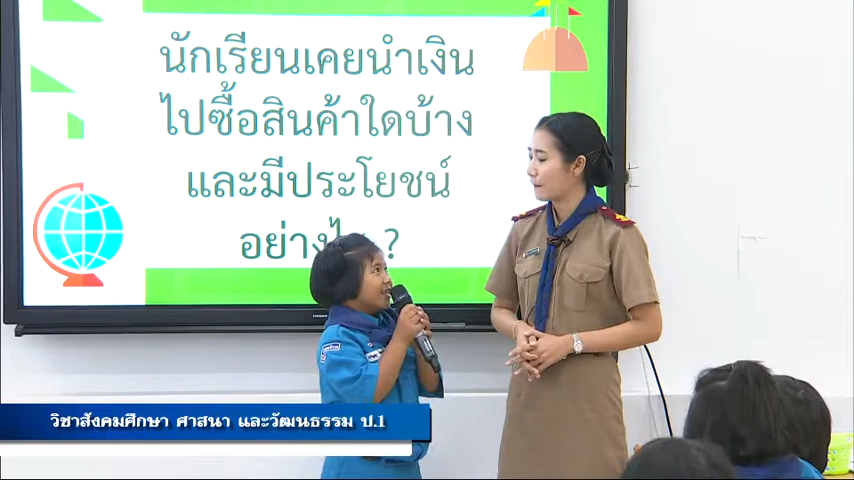 นักเรียนเคยนำเงิน
ไปซื้อสินค้าใดบ้าง
และมีประโยชน์
อย่างไร ?
วิชาสังคมศึกษา ศาสนา และวัฒนธรรม ป.1